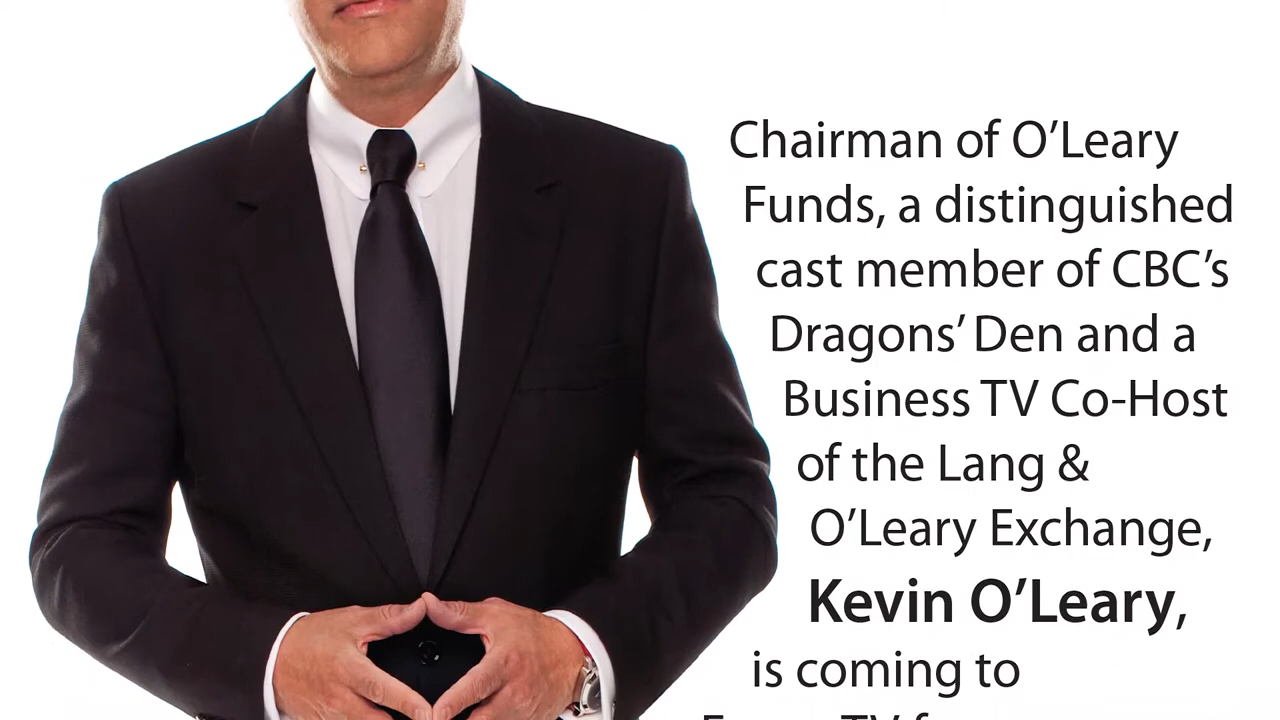 Chairman of O’Leary
Funds, a distinguished
cast member of CBC’s
Dragons’ Den and a
Business TV Co-Host
of the Lang &
O’Leary Exchange,
Kevin O’Leary,
is coming to
TV f